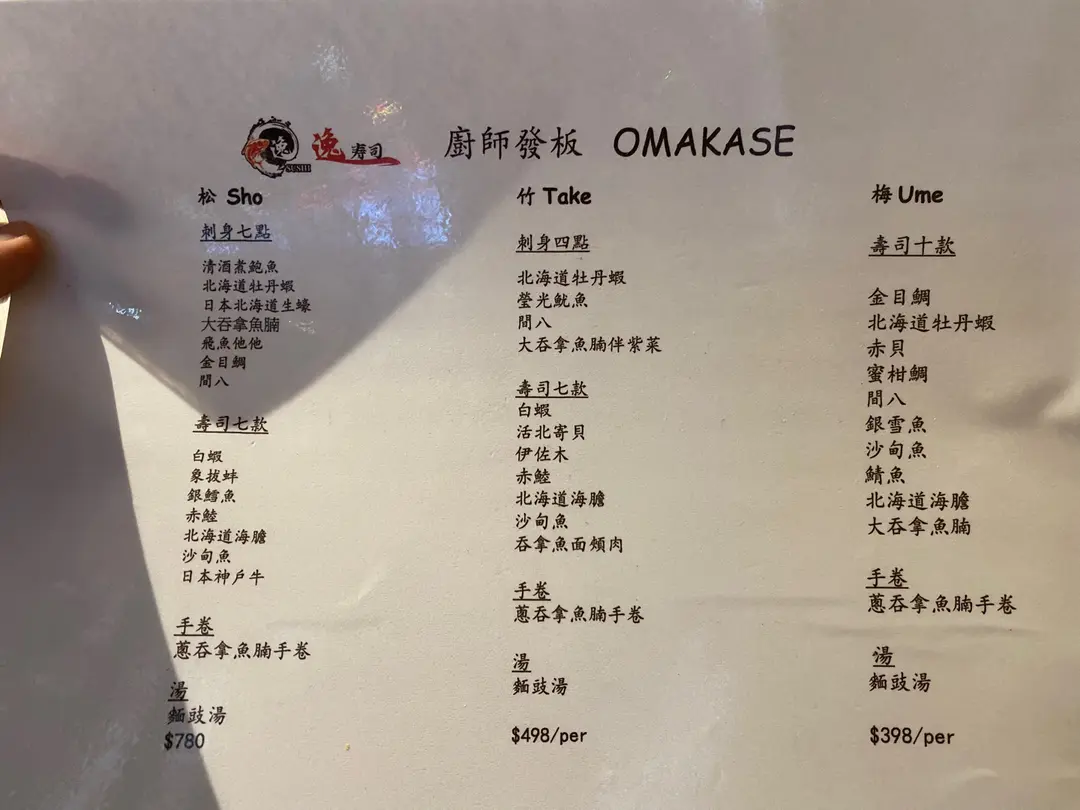 逸 SUSHI 逸 寿司 廚師發板 OMAKASE
松 Sho
刺身七點
清酒煮鮑魚
北海道牡丹蝦
日本北海道生蠔
大吞拿魚腩
飛魚他他
金目鯛
間八
壽司七款
白蝦
象拔蚌
銀鱈魚
赤鯥
北海道海膽
沙甸魚
日本神戶牛
手卷
蔥吞拿魚腩手卷
湯
麵豉湯
$780
竹 Take
刺身四點
北海道牡丹蝦
螢光魷魚
間八
大吞拿魚腩伴紫菜
壽司七款
白蝦
活北寄貝
伊佐木
赤鯥
北海道海膽
沙甸魚
吞拿魚面頰肉
手卷
蔥吞拿魚腩手卷
湯
麵豉湯
$498/per
梅 Ume
壽司十款
金目鯛
北海道牡丹蝦
赤貝
蜜柑鯛
間八
銀雪魚
沙甸魚
鯖魚
北海道海膽
大吞拿魚腩
手卷
蔥吞拿魚腩手卷
湯
麵豉湯
$398/per